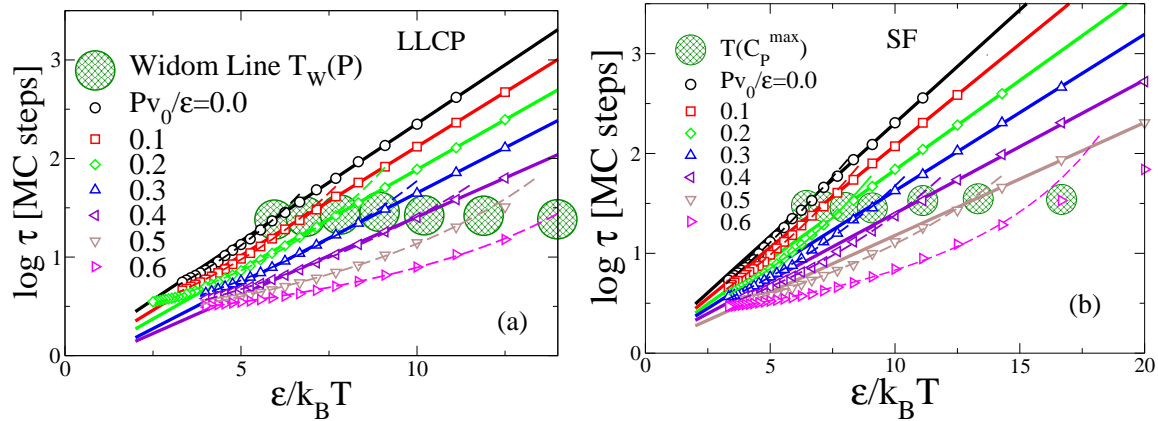 LLCP
Widom Line T_W(P)
Pv_0/ε=0.0
0.1
0.2
0.3
0.4
0.5
0.6
(a)
log τ [MC steps]
0
1
2
3
0
5
10
ε/k_BT
SF
T(C_P^max)
Pv_0/ε=0.0
0.1
0.2
0.3
0.4
0.5
0.6
(b)
log τ [MC steps]
0
1
2
3
0
5
10
15
20
ε/k_BT